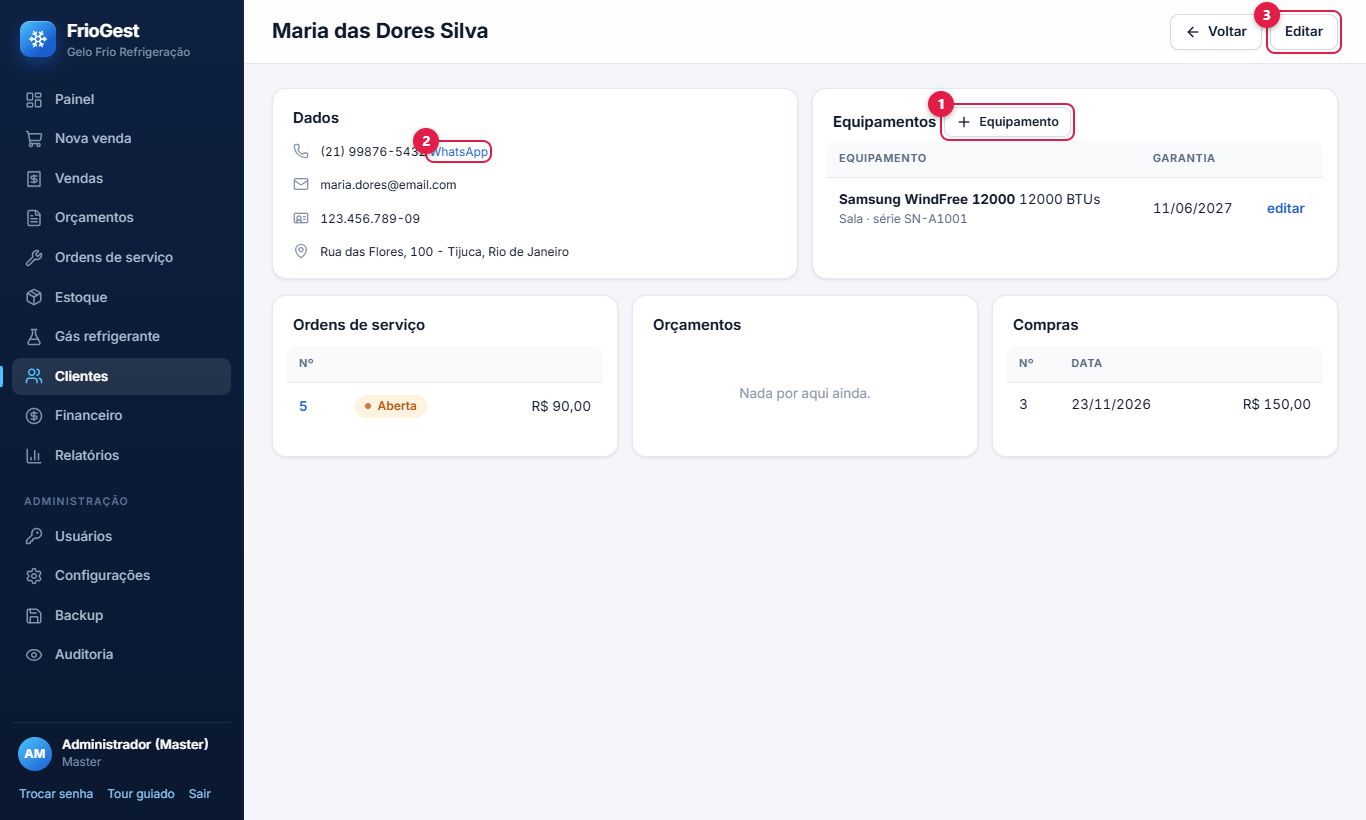 FrioGest
Gelo Frio Refrigeração
Painel
Nova venda
Vendas
Orçamentos
Ordens de serviço
Estoque
Gás refrigerante
Clientes
Financeiro
Relatórios
ADMINISTRAÇÃO
Usuários
Configurações
Backup
Auditoria
AM
Administrador (Master)
Master
Trocar senha Tour guiado Sair
Maria das Dores Silva
Voltar
3
Editar
Dados
2
(21) 99876-5432 WhatsApp
maria.dores@email.com
123.456.789-09
Rua das Flores, 100 - Tijuca, Rio de Janeiro
1
Equipamentos + Equipamento
EQUIPAMENTO GARANTIA
Samsung WindFree 12000 12000 BTUs
Sala · série SN-A1001
11/06/2027 editar
Ordens de serviço
Nº
5 Aberta R$ 90,00
Orçamentos
Nada por aqui ainda.
Compras
Nº DATA
3 23/11/2026 R$ 150,00